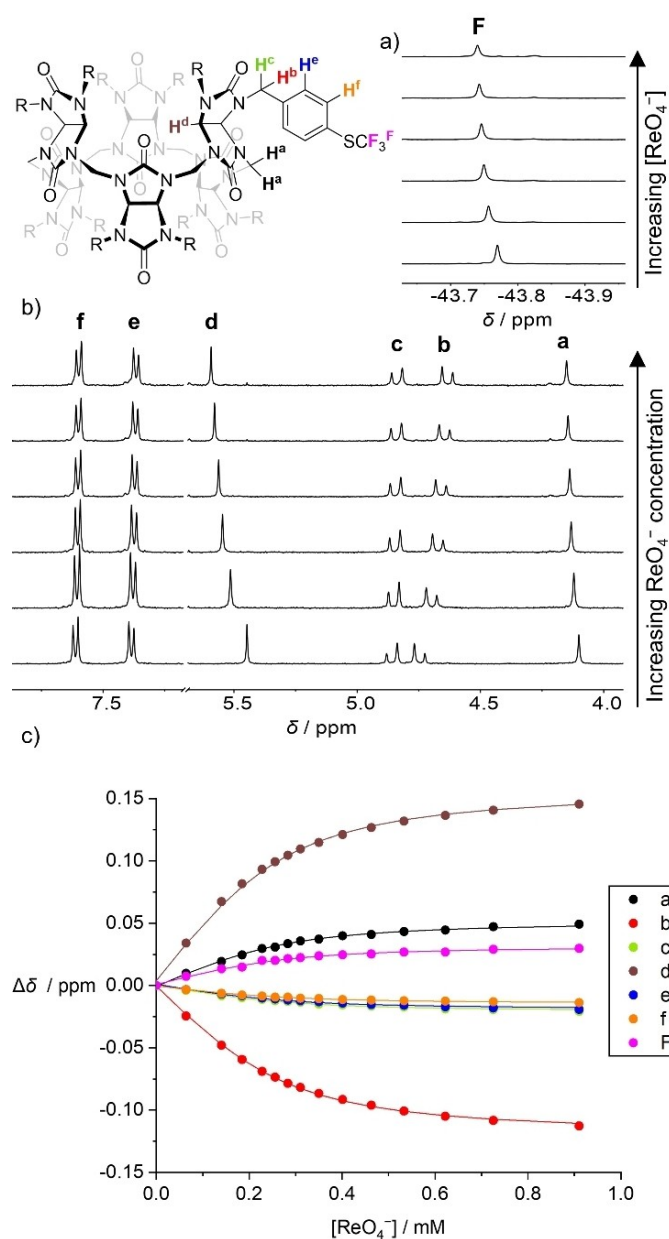 a)
F
Increasing [ReO₄⁻]
-43.7 -43.8 -43.9
δ / ppm
O
R
N
N
R
N
N
R
N
N
R
O
R
N
N
O
N
N
Hᶜ
Hᵇ
Hᵉ
Hᶠ
Hᵈ
SCF₃ᶠ
Hᵃ
Hᵃ
N
N
O
N
N
O
N
N
O
N
N
R
R
N
N
R
O
R
N
N
R
O
R
N
N
R
O
b)
f e d c b a
Increasing ReO₄⁻ concentration
7.5 5.5 5.0 4.5 4.0
δ / ppm
c)
0.15
0.10
0.05
0.00
-0.05
-0.10
-0.15
Δδ / ppm
0.0 0.2 0.4 0.6 0.8 1.0
[ReO₄⁻] / mM
a
b
c
d
e
f
F